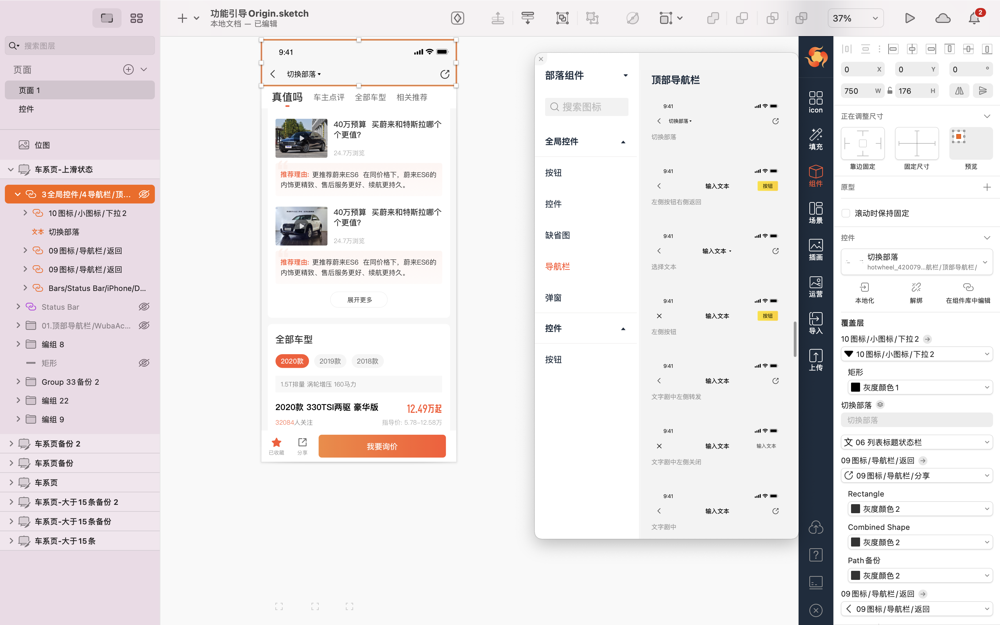 功能引导Origin.sketch
本地文档 — 已编辑
37%
2
搜索图层
页面
页面 1
控件
位图
车系页-上滑状态
3全局控件/4导航栏/顶...
10图标/小图标/下拉2
文本 切换部落
09图标/导航栏/返回
09图标/导航栏/返回
Bars/Status Bar/iPhone/D...
Status Bar
01.顶部导航栏/WubaAc...
编组 8
矩形
Group 33备份 2
编组 22
编组 9
车系页备份 2
车系页备份
车系页
车系页-大于15条备份 2
车系页-大于15条备份
车系页-大于15条
9:41
切换部落
真值吗 车主点评 全部车型 相关推荐
40万预算 买蔚来和特斯拉哪个
个更值?
24.7万浏览
推荐理由: 更推荐蔚来ES6 在同价格下，蔚来ES6的
内饰更精致、售后服务更好、续航更持久。
40万预算 买蔚来和特斯拉哪个
个更值?
24.7万浏览
推荐理由: 更推荐蔚来ES6 在同价格下，蔚来ES6的
内饰更精致、售后服务更好、续航更持久。
展开更多
全部车型
2020款 2019款 2018款
1.5T排量 涡轮增压 160马力
2020款 330TSI两驱 豪华版 12.49万起
32084人关注 指导价: 5.78-12.58万
已收藏 分享 我要询价
部落组件
搜索图标
全局控件
按钮
控件
缺省图
导航栏
弹窗
控件
按钮
顶部导航栏
9:41
切换部落
切换部落
9:41
输入文本 按钮
左侧按钮右侧返回
9:41
输入文本
选择文本
9:41
输入文本 按钮
左侧按钮
9:41
输入文本
文字剧中左侧转发
9:41
输入文本 输入文本
文字剧中左侧关闭
9:41
输入文本
文字剧中
icon
填充
组件
场景
插画
运营
导入
上传
0 X 0 Y 0 °
750 W 176 H
正在调整尺寸
靠边固定 固定尺寸 预览
原型
滚动时保持固定
控件
切换部落
hotwheel_420079...航栏/顶部导航栏/
本地化 解绑 在组件库中编辑
覆盖层
10图标/小图标/下拉2
10图标/小图标/下拉2
矩形
灰度颜色1
切换部落
切换部落
文 06 列表标题状态栏
09图标/导航栏/返回
09图标/导航栏/分享
Rectangle
灰度颜色2
Combined Shape
灰度颜色2
Path备份
灰度颜色2
09图标/导航栏/返回
09图标/导航栏/返回